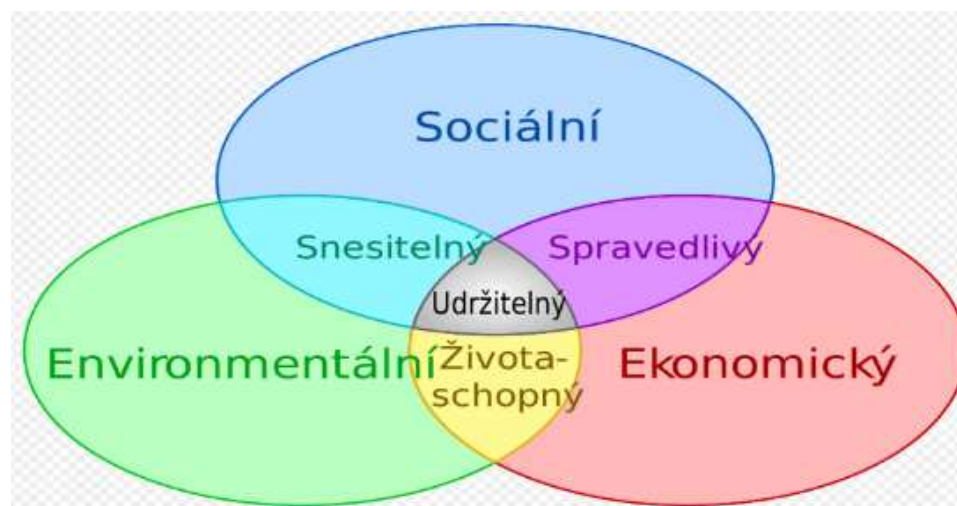 Sociální
Snesitelný
Spravedlivý
Udržitelný
Environmentální
Života-
schopný
Ekonomický